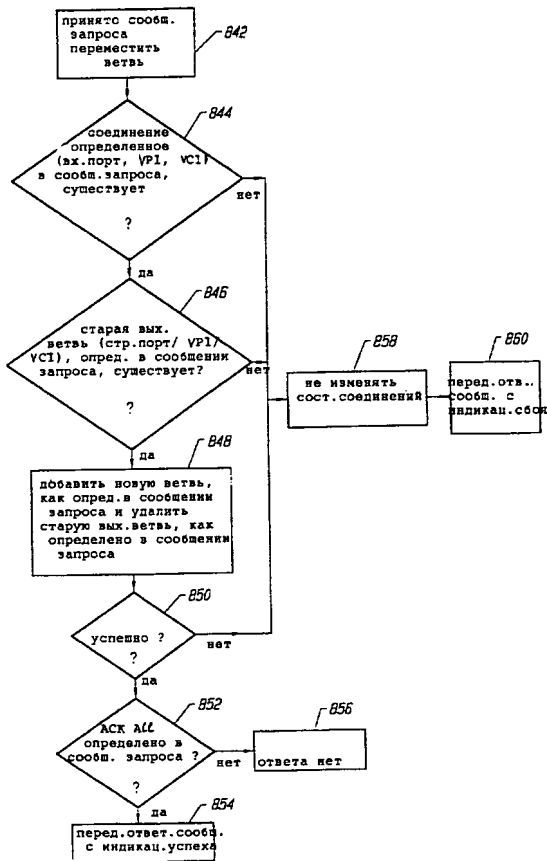 принято сообщ.
запроса
переместить
ветвь
842
844
соединение
определенное
(вх.порт, VPI, VCI)
в сообщ.запроса,
существует
?
нет
да
846
старая вых.
ветвь (стр.порт/ VPI/
VCI), опред. в сообщении
запроса, существует?
?
нет
да
858
не изменять
сост.соединений
860
перед.отв..
сообщ. с
индикац.сбоя
848
добавить новую ветвь,
как опред.в сообщении
запроса и удалить
старую вых.ветвь, как
определено в сообщении
запроса
850
успешно ?
?
нет
да
852
ACK All
определено в
сообщ. запроса ?
?
нет
да
856
ответа нет
854
перед.ответ.сообщ.
с индикац.успеха